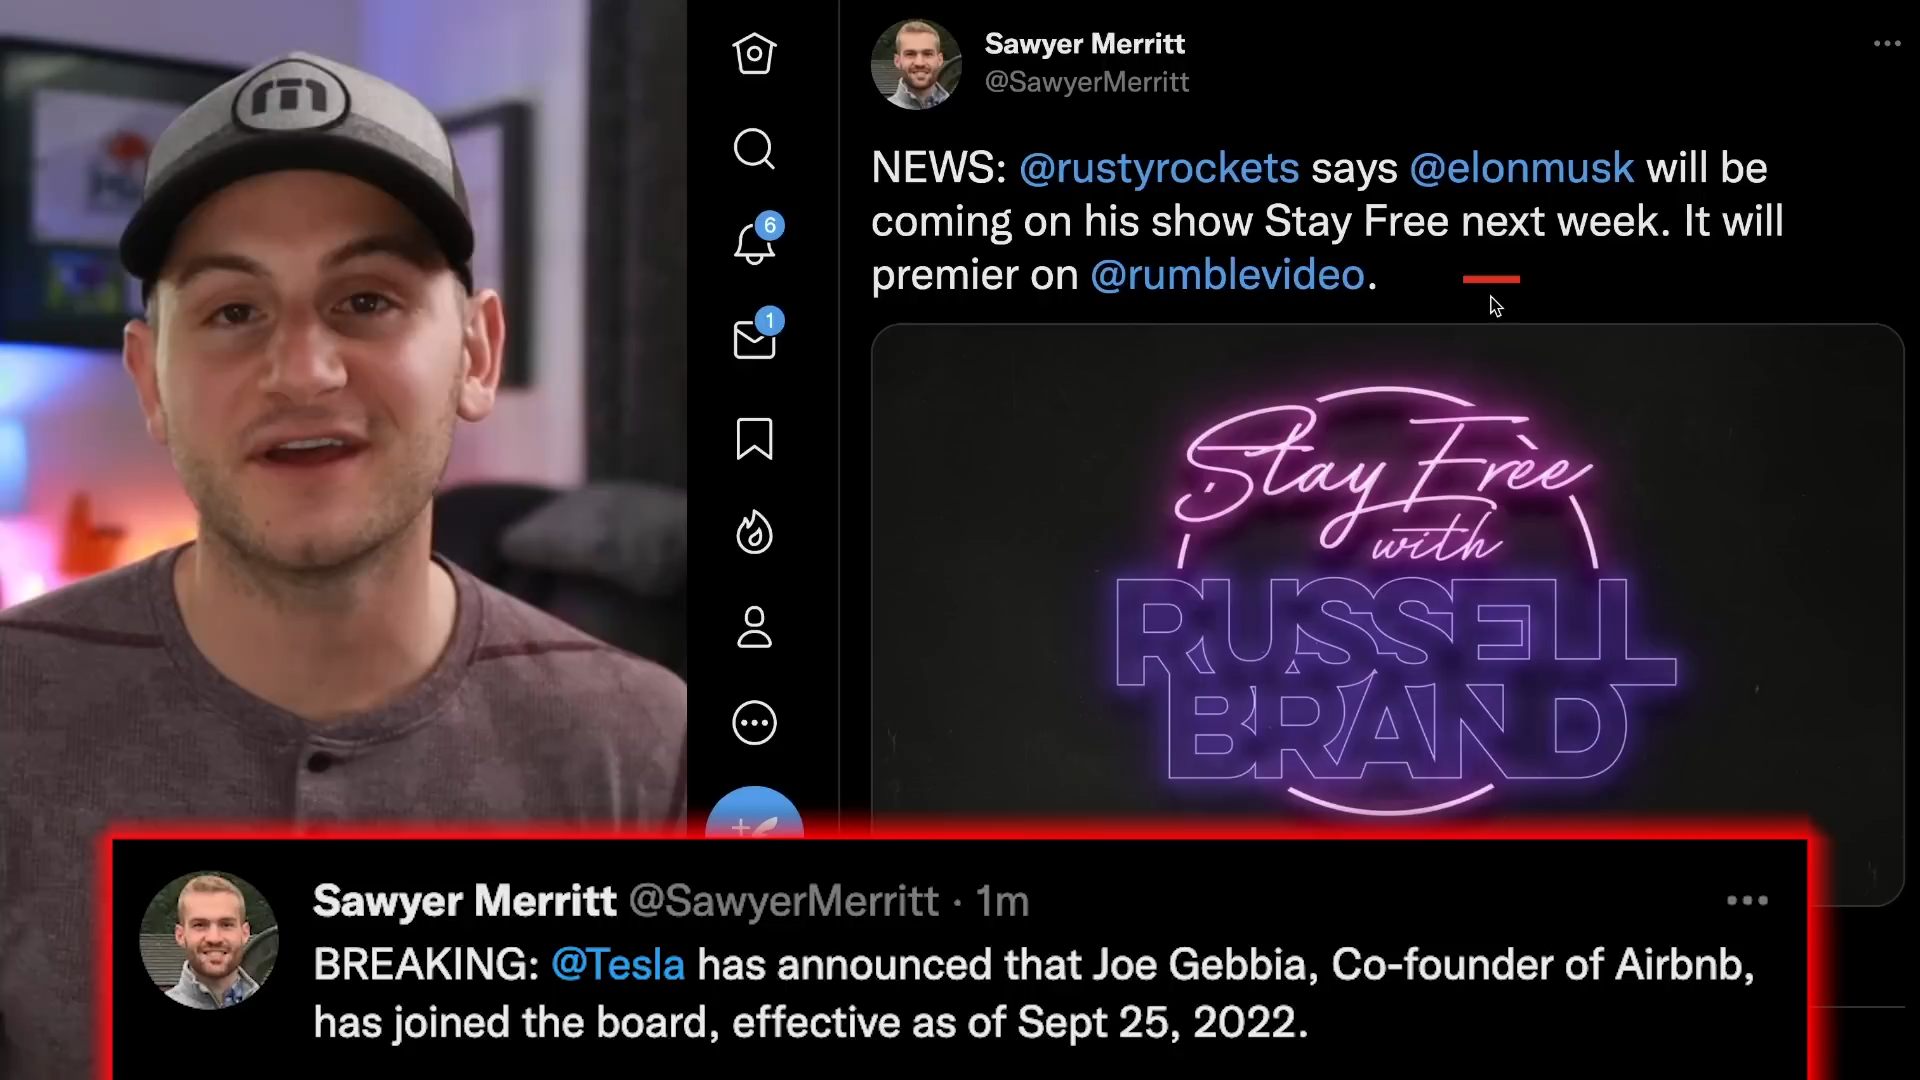 Sawyer Merritt
@SawyerMerritt
NEWS: @rustyrockets says @elonmusk will be
coming on his show Stay Free next week. It will
premier on @rumblevideo.
6
1
Stay Free
with
RUSSELL
BRAND
Sawyer Merritt @SawyerMerritt · 1m
BREAKING: @Tesla has announced that Joe Gebbia, Co-founder of Airbnb,
has joined the board, effective as of Sept 25, 2022.